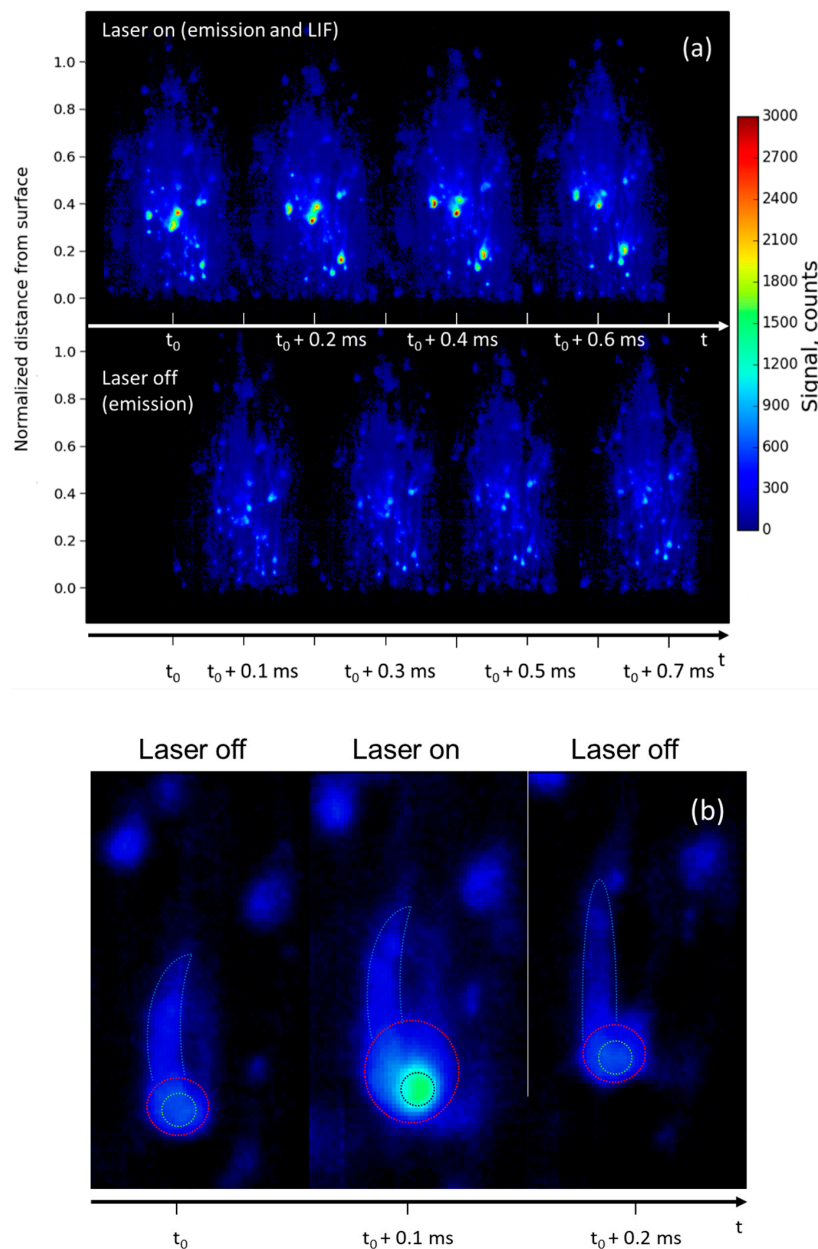 Laser on (emission and LIF)
(a)
1.0
0.8
0.6
0.4
0.2
0.0
t0
t0 + 0.2 ms
t0 + 0.4 ms
t0 + 0.6 ms
t
Normalized distance from surface
3000
2700
2400
2100
1800
1500
1200
900
600
300
0
Signal, counts
Laser off
(emission)
1.0
0.8
0.6
0.4
0.2
0.0
t0
t0 + 0.1 ms
t0 + 0.3 ms
t0 + 0.5 ms
t0 + 0.7 ms
t
Laser off
Laser on
Laser off
(b)
t0
t0 + 0.1 ms
t0 + 0.2 ms
t